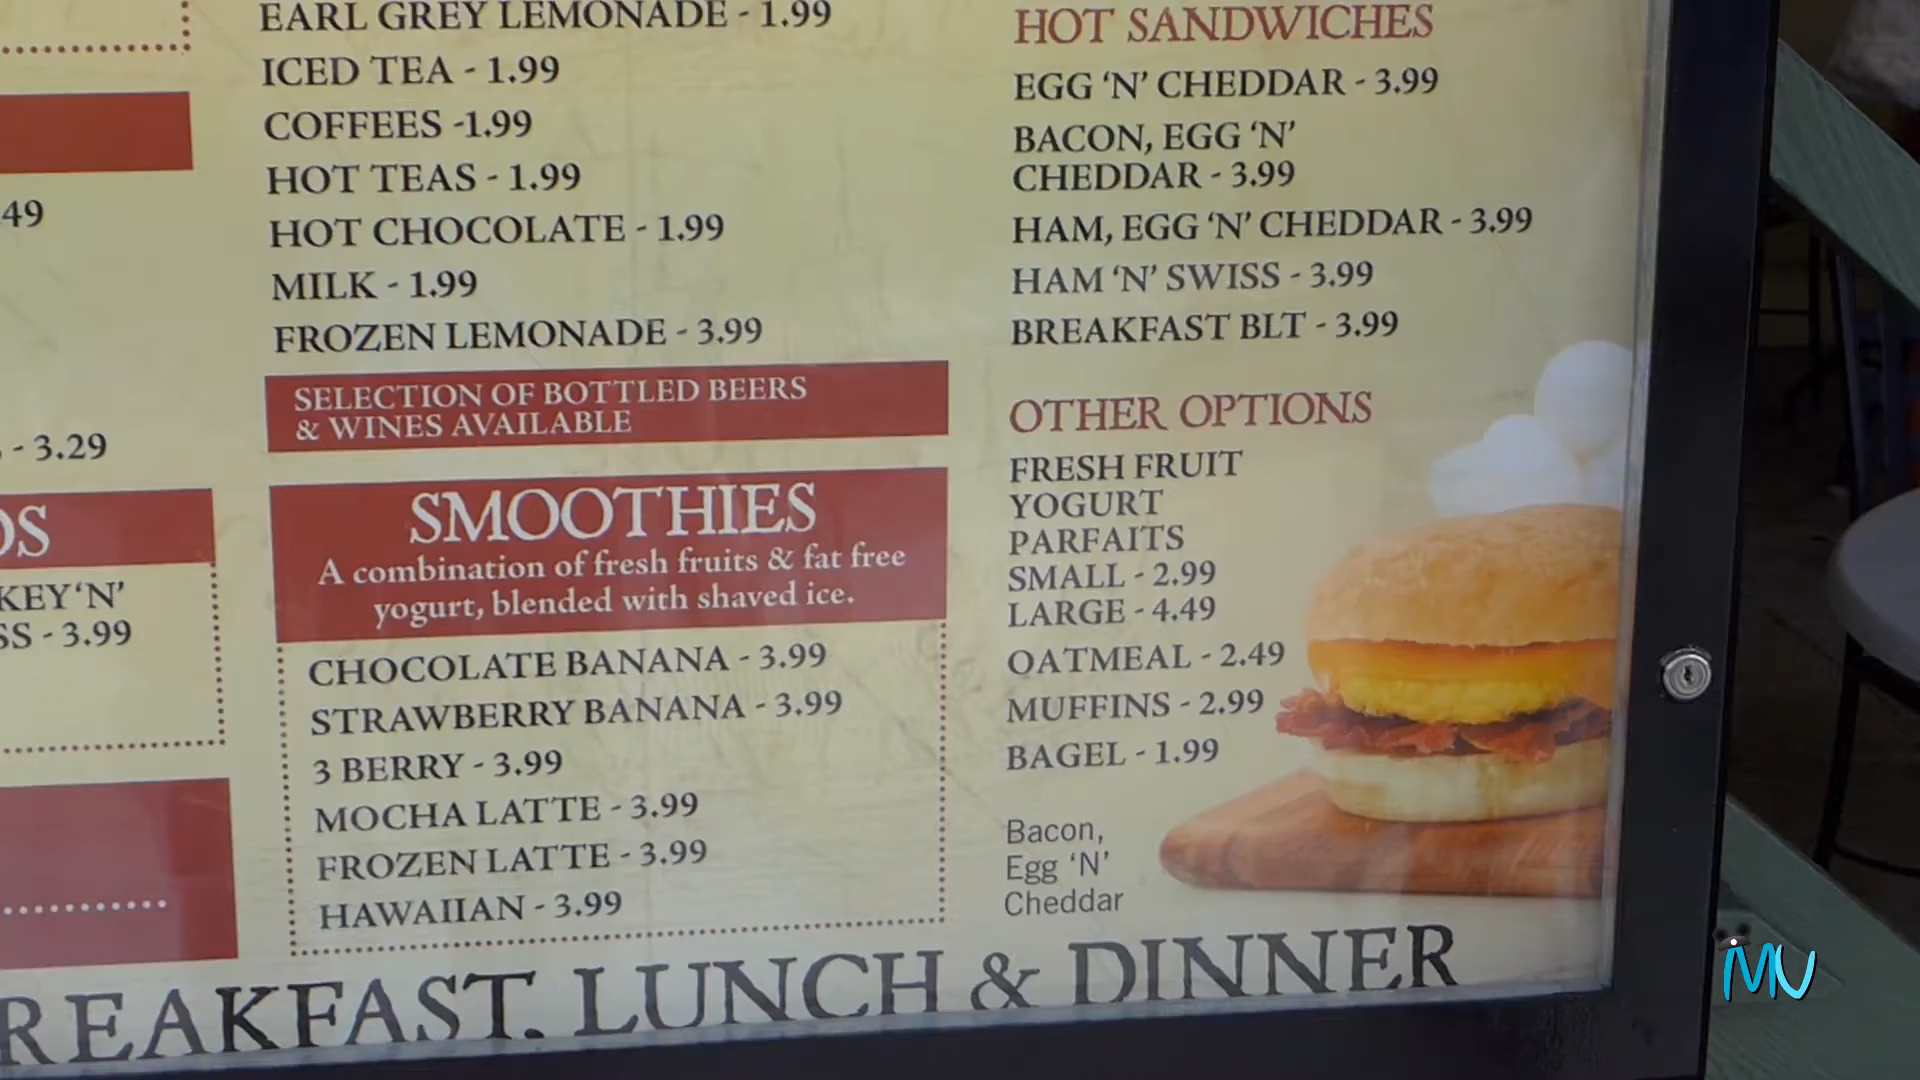 49
- 3.29
KEY 'N'
- 3.99
EARL GREY LEMONADE - 1.99
ICED TEA - 1.99
COFFEES -1.99
HOT TEAS - 1.99
HOT CHOCOLATE - 1.99
MILK - 1.99
FROZEN LEMONADE - 3.99
SELECTION OF BOTTLED BEERS
& WINES AVAILABLE
SMOOTHIES
A combination of fresh fruits & fat free
yogurt, blended with shaved ice.
CHOCOLATE BANANA - 3.99
STRAWBERRY BANANA - 3.99
3 BERRY - 3.99
MOCHA LATTE - 3.99
FROZEN LATTE - 3.99
HAWAIIAN - 3.99
HOT SANDWICHES
EGG 'N' CHEDDAR - 3.99
BACON, EGG 'N'
CHEDDAR - 3.99
HAM, EGG 'N' CHEDDAR - 3.99
HAM 'N' SWISS - 3.99
BREAKFAST BLT - 3.99
OTHER OPTIONS
FRESH FRUIT
YOGURT
PARFAITS
SMALL - 2.99
LARGE - 4.49
OATMEAL - 2.49
MUFFINS - 2.99
BAGEL - 1.99
Bacon,
Egg 'N'
Cheddar
REAKFAST, LUNCH & DINNER